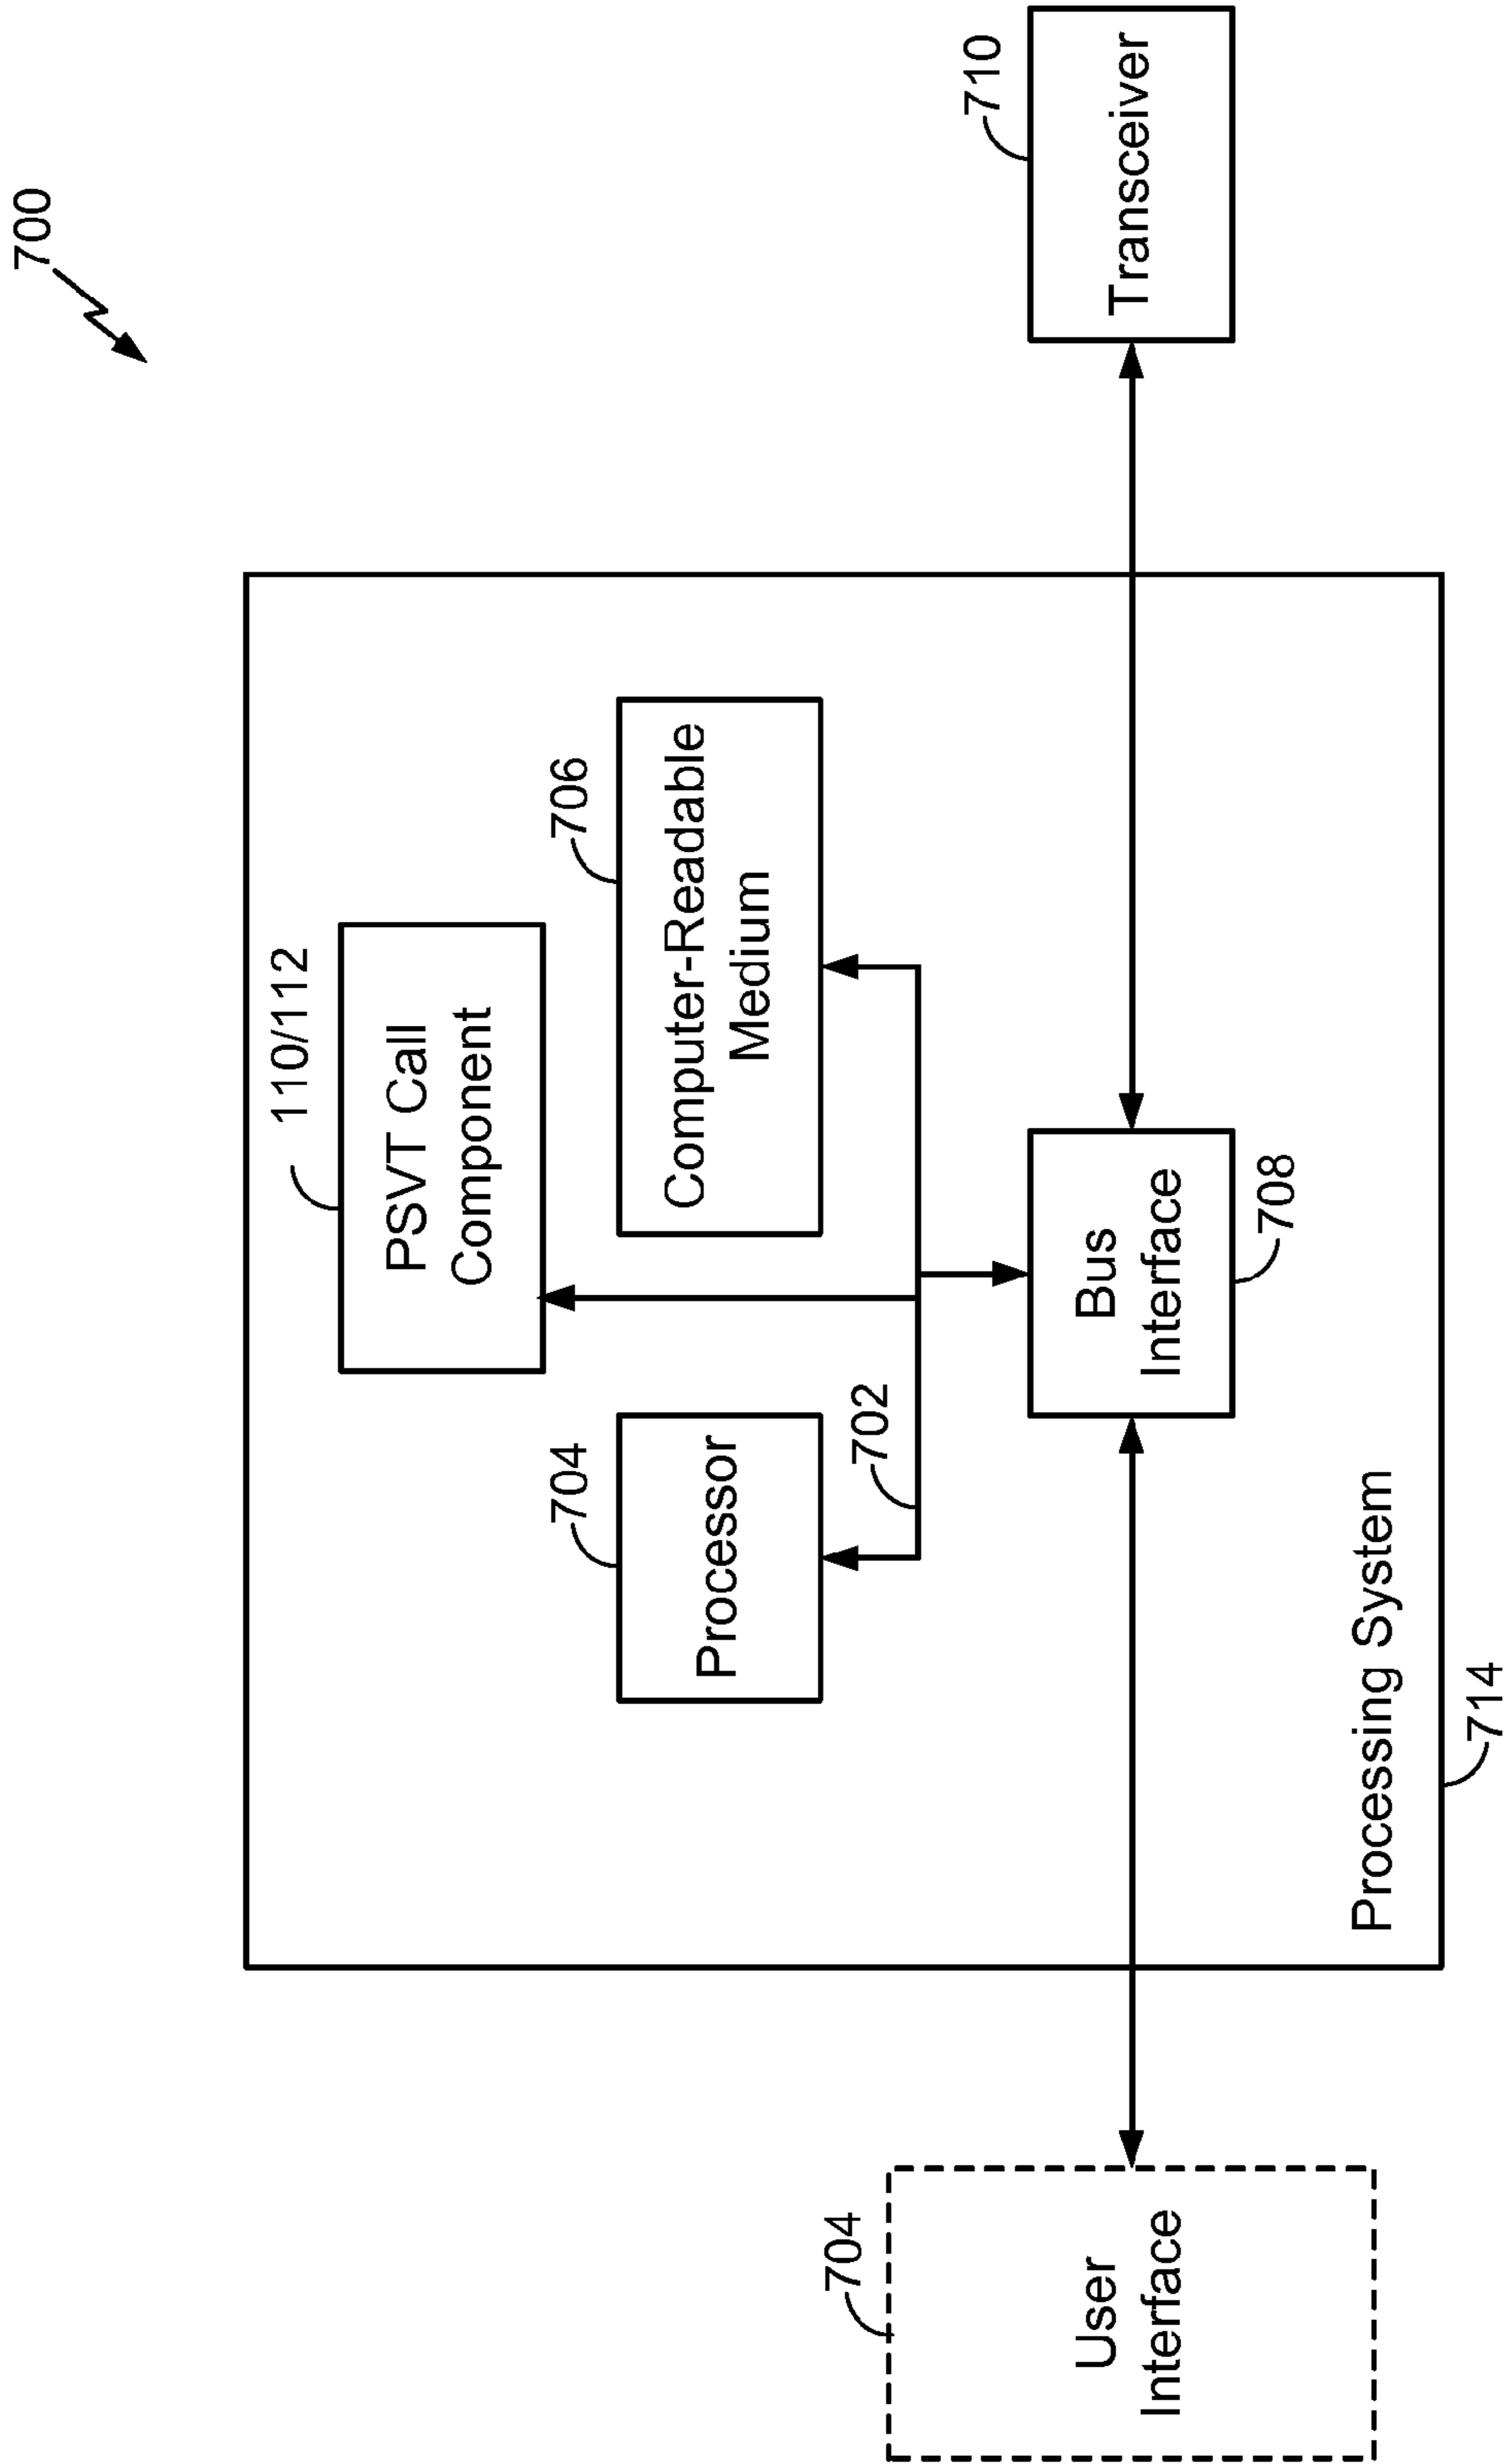 700
110/112
PSVT Call
Component
704
Processor
706
Computer-Readable
Medium
702
710
Transceiver
704
User
Interface
Bus
Interface
708
Processing System
714